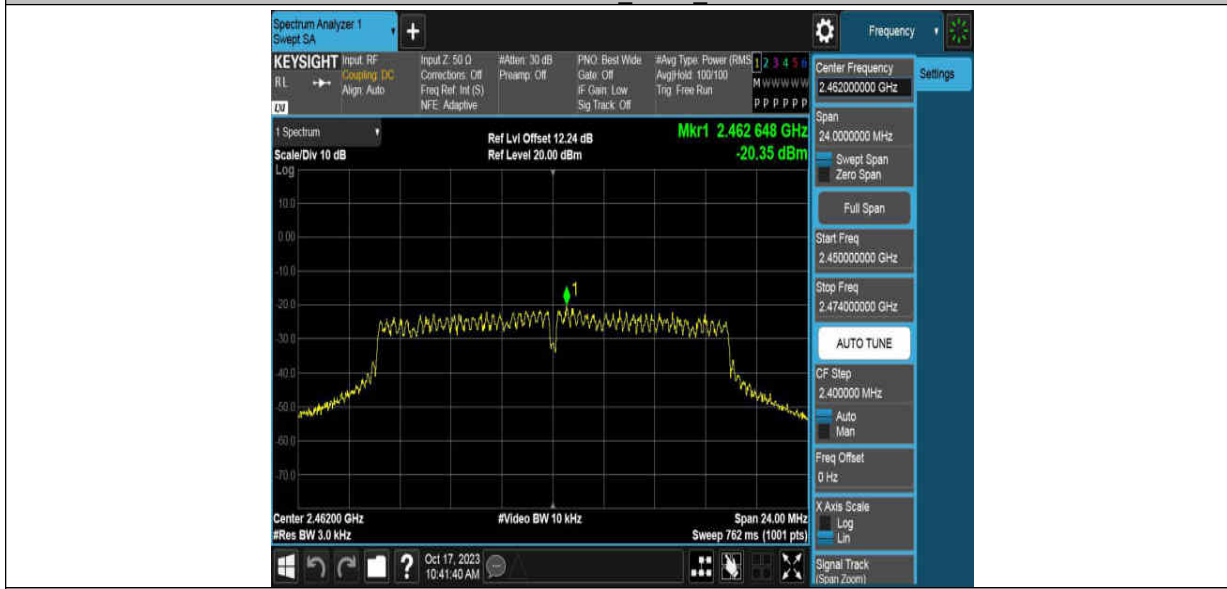 Spectrum Analyzer 1
Swept SA
+
Frequency
KEYSIGHT
RL
LXI
Input: RF
Coupling: DC
Align: Auto
Input Z: 50 Ω
Corrections: Off
Freq Ref: Int (S)
NFE: Adaptive
#Atten: 30 dB
Preamp: Off
PNO: Best Wide
Gate: Off
IF Gain: Low
Sig Track: Off
#Avg Type: Power (RMS
Avg|Hold: 100/100
Trig: Free Run
1 2 3 4 5 6
M W W W W W
P P P P P P
1 Spectrum
Scale/Div 10 dB
Log
Ref Lvl Offset 12.24 dB
Ref Level 20.00 dBm
Mkr1 2.462 648 GHz
-20.35 dBm
10.0
0.00
-10.0
-20.0
-30.0
-40.0
-50.0
-60.0
-70.0
1
Center 2.46200 GHz
#Res BW 3.0 kHz
#Video BW 10 kHz
Span 24.00 MHz
Sweep 762 ms (1001 pts)
?
Oct 17, 2023
10:41:40 AM
Center Frequency
2.462000000 GHz
Settings
Span
24.0000000 MHz
Swept Span
Zero Span
Full Span
Start Freq
2.450000000 GHz
Stop Freq
2.474000000 GHz
AUTO TUNE
CF Step
2.400000 MHz
Auto
Man
Freq Offset
0 Hz
X Axis Scale
Log
Lin
Signal Track
(Span Zoom)